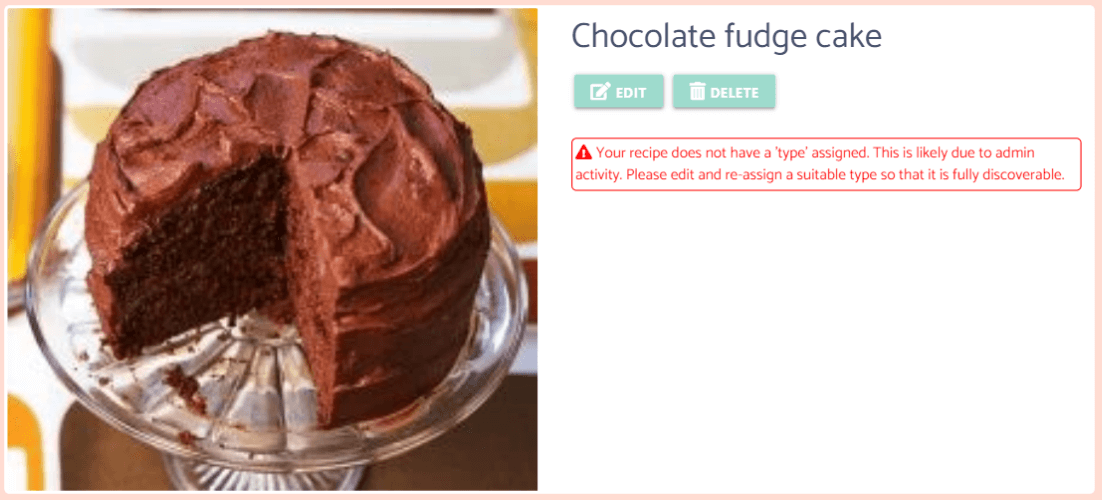 Chocolate fudge cake
EDIT
DELETE
Your recipe does not have a 'type' assigned. This is likely due to admin
activity. Please edit and re-assign a suitable type so that it is fully discoverable.